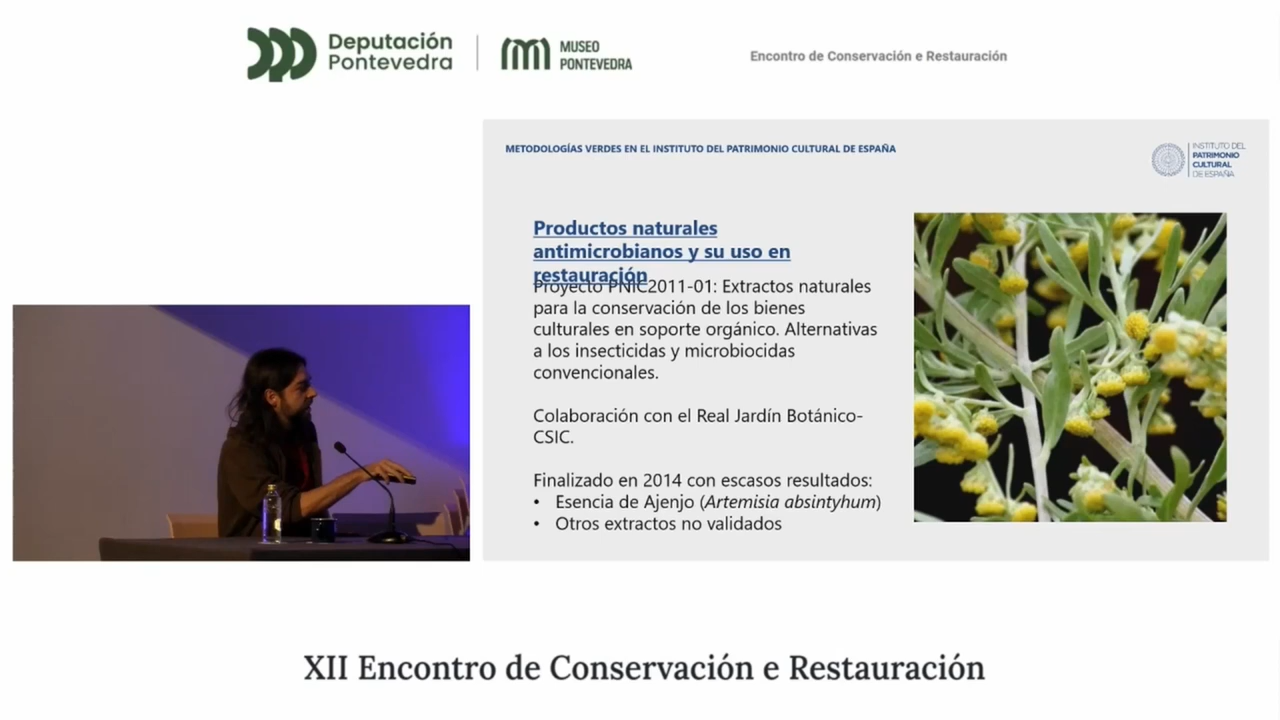 Deputación
Pontevedra
MUSEO
PONTEVEDRA
Encontro de Conservación e Restauración
METODOLOGÍAS VERDES EN EL INSTITUTO DEL PATRIMONIO CULTURAL DE ESPAÑA
INSTITUTO DEL
PATRIMONIO
CULTURAL
DE ESPAÑA
Productos naturales
antimicrobianos y su uso en
restauración
Proyecto PNIC2011-01: Extractos naturales
para la conservación de los bienes
culturales en soporte orgánico. Alternativas
a los insecticidas y microbiocidas
convencionales.
Colaboración con el Real Jardín Botánico-
CSIC.
Finalizado en 2014 con escasos resultados:
• Esencia de Ajenjo (Artemisia absintyhum)
• Otros extractos no validados
XII Encontro de Conservación e Restauración